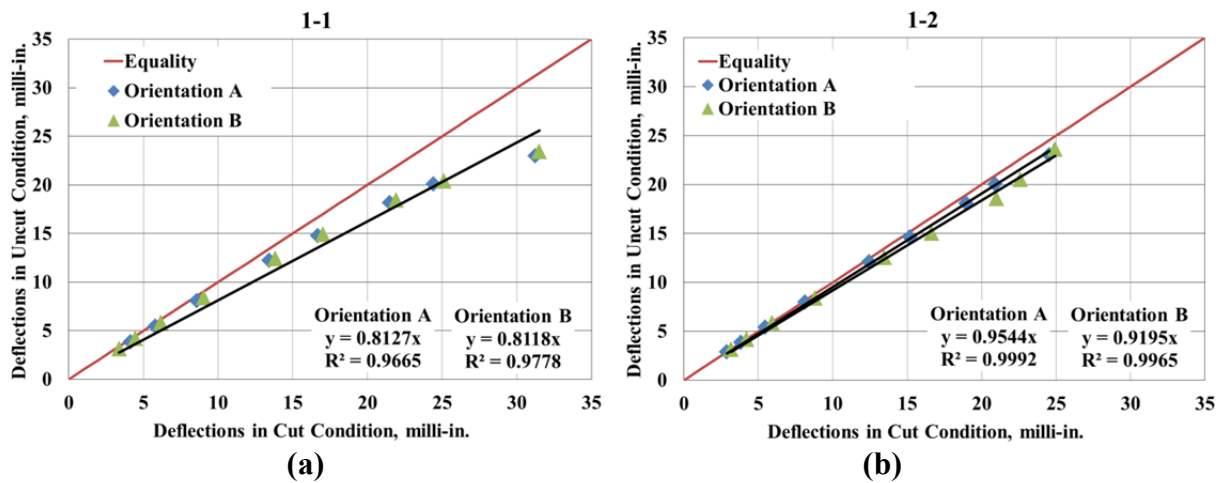 1-1
35
30
25
20
15
10
5
0
Deflections in Uncut Condition, milli-in.
Equality
Orientation A
Orientation B
Orientation A Orientation B
y = 0.8127x y = 0.8118x
R² = 0.9665 R² = 0.9778
0 5 10 15 20 25 30 35
Deflections in Cut Condition, milli-in.
(a)
1-2
35
30
25
20
15
10
5
0
Deflections in Uncut Condition, milli-in.
Equality
Orientation A
Orientation B
Orientation A Orientation B
y = 0.9544x y = 0.9195x
R² = 0.9992 R² = 0.9965
0 5 10 15 20 25 30 35
Deflections in Cut Condition, milli-in.
(b)